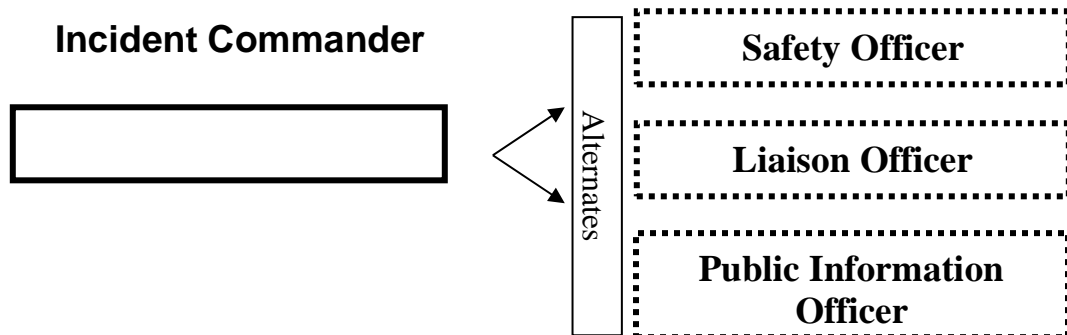 Incident Commander
Alternates
Safety Officer
Liaison Officer
Public Information
Officer